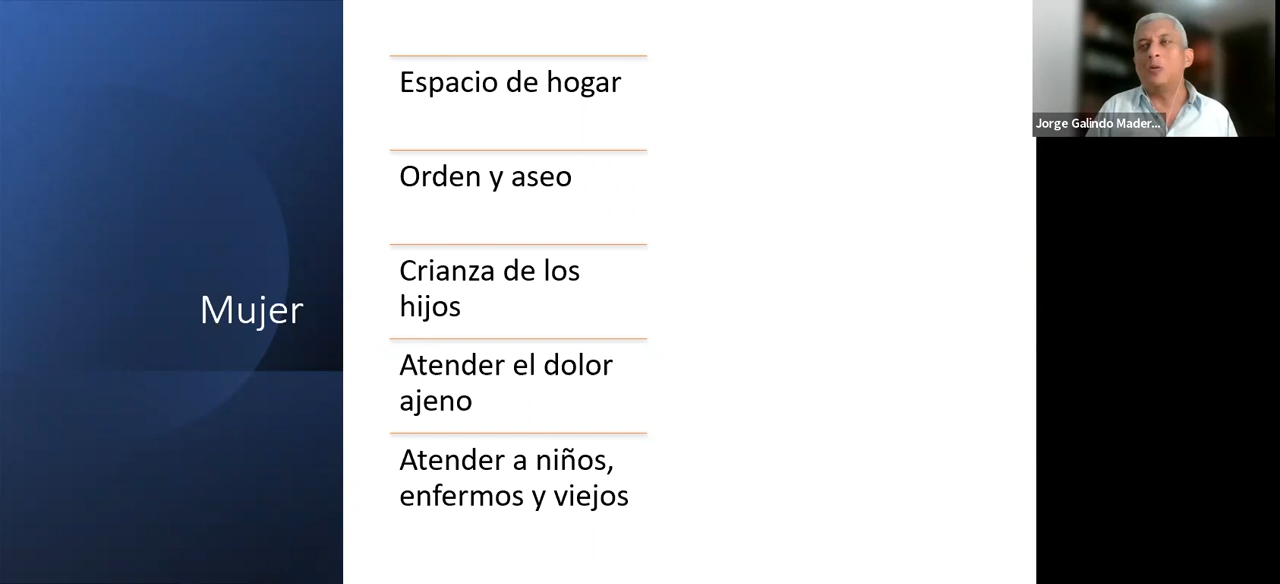 Mujer
Espacio de hogar
Orden y aseo
Crianza de los
hijos
Atender el dolor
ajeno
Atender a niños,
enfermos y viejos
Jorge Galindo Mader...